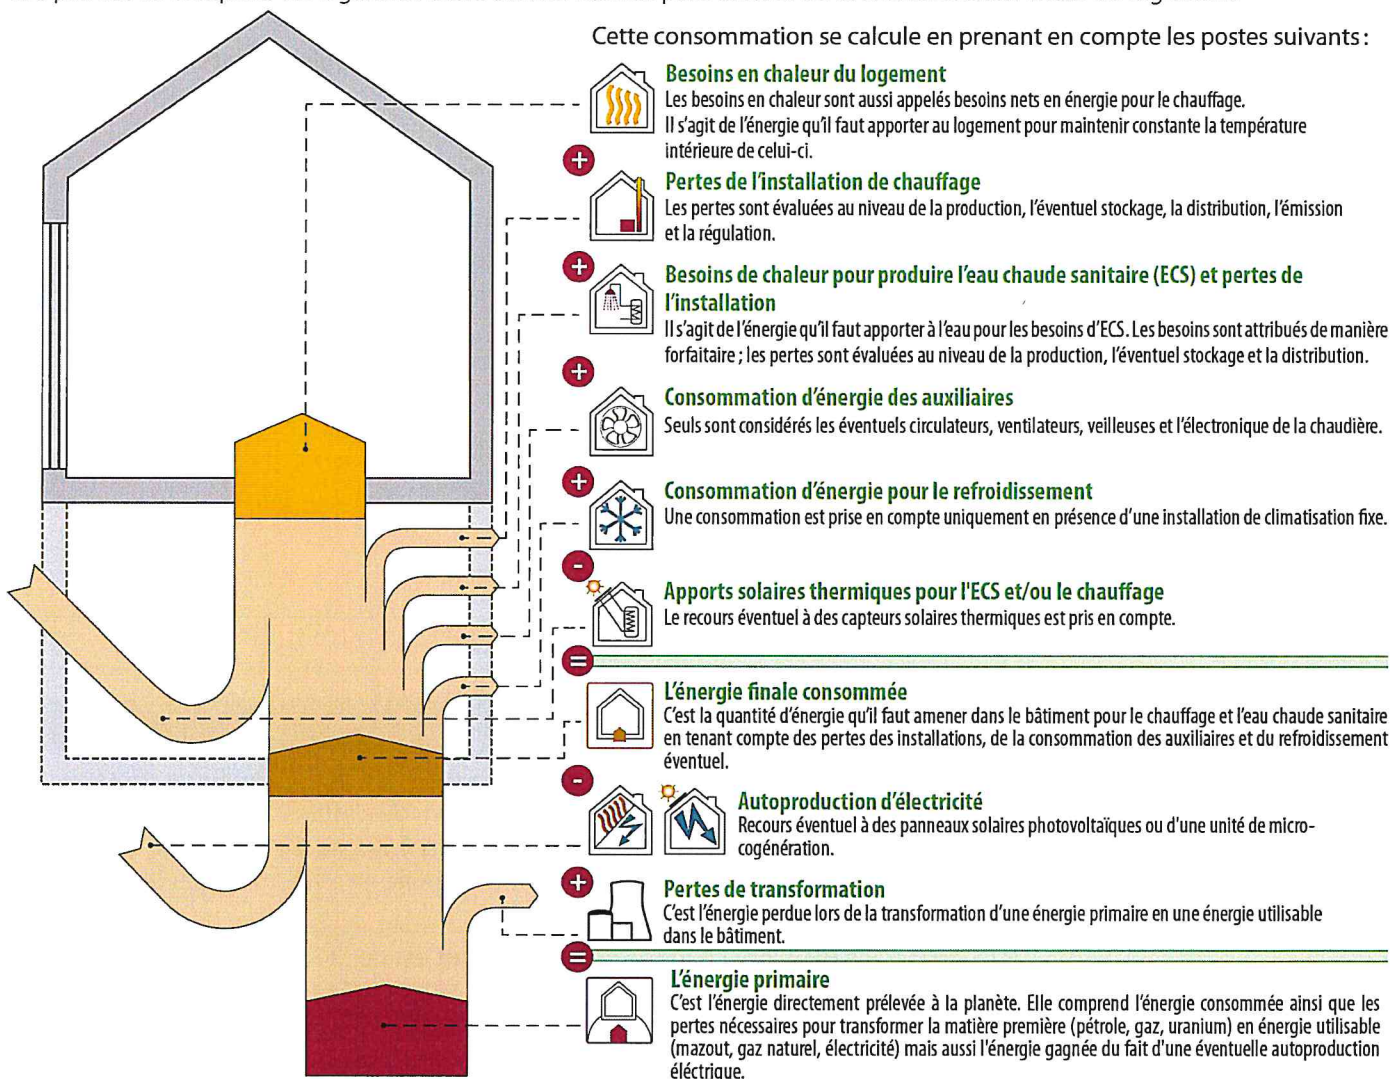 Cette consommation se calcule en prenant en compte les postes suivants :
Besoins en chaleur du logement
Les besoins en chaleur sont aussi appelés besoins nets en énergie pour le chauffage.
Il s'agit de l'énergie qu'il faut apporter au logement pour maintenir constante la température
intérieure de celui-ci.
+
Pertes de l'installation de chauffage
Les pertes sont évaluées au niveau de la production, l'éventuel stockage, la distribution, l'émission
et la régulation.
+
Besoins de chaleur pour produire l'eau chaude sanitaire (ECS) et pertes de
l'installation
Il s'agit de l'énergie qu'il faut apporter à l'eau pour les besoins d'ECS. Les besoins sont attribués de manière
forfaitaire ; les pertes sont évaluées au niveau de la production, l'éventuel stockage et la distribution.
+
Consommation d'énergie des auxiliaires
Seuls sont considérés les éventuels circulateurs, ventilateurs, veilleuses et l'électronique de la chaudière.
+
Consommation d'énergie pour le refroidissement
Une consommation est prise en compte uniquement en présence d'une installation de climatisation fixe.
-
Apports solaires thermiques pour l'ECS et/ou le chauffage
Le recours éventuel à des capteurs solaires thermiques est pris en compte.
=
L'énergie finale consommée
C'est la quantité d'énergie qu'il faut amener dans le bâtiment pour le chauffage et l'eau chaude sanitaire
en tenant compte des pertes des installations, de la consommation des auxiliaires et du refroidissement
éventuel.
-
Autoproduction d'électricité
Recours éventuel à des panneaux solaires photovoltaïques ou d'une unité de micro-
cogénération.
+
Pertes de transformation
C'est l'énergie perdue lors de la transformation d'une énergie primaire en une énergie utilisable
dans le bâtiment.
=
L'énergie primaire
C'est l'énergie directement prélevée à la planète. Elle comprend l'énergie consommée ainsi que les
pertes nécessaires pour transformer la matière première (pétrole, gaz, uranium) en énergie utilisable
(mazout, gaz naturel, électricité) mais aussi l'énergie gagnée du fait d'une éventuelle autoproduction
éléctrique.